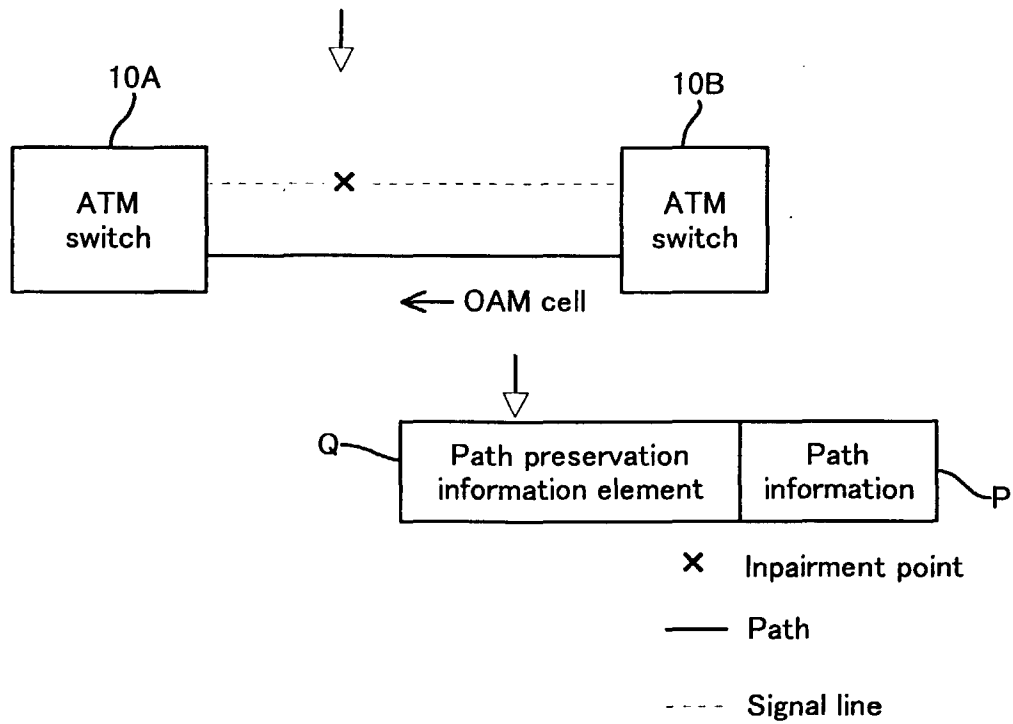 10A
10B
ATM
switch
ATM
switch
OAM cell
Q
Path preservation
information element
Path
information
P
Inpairment point
Path
Signal line